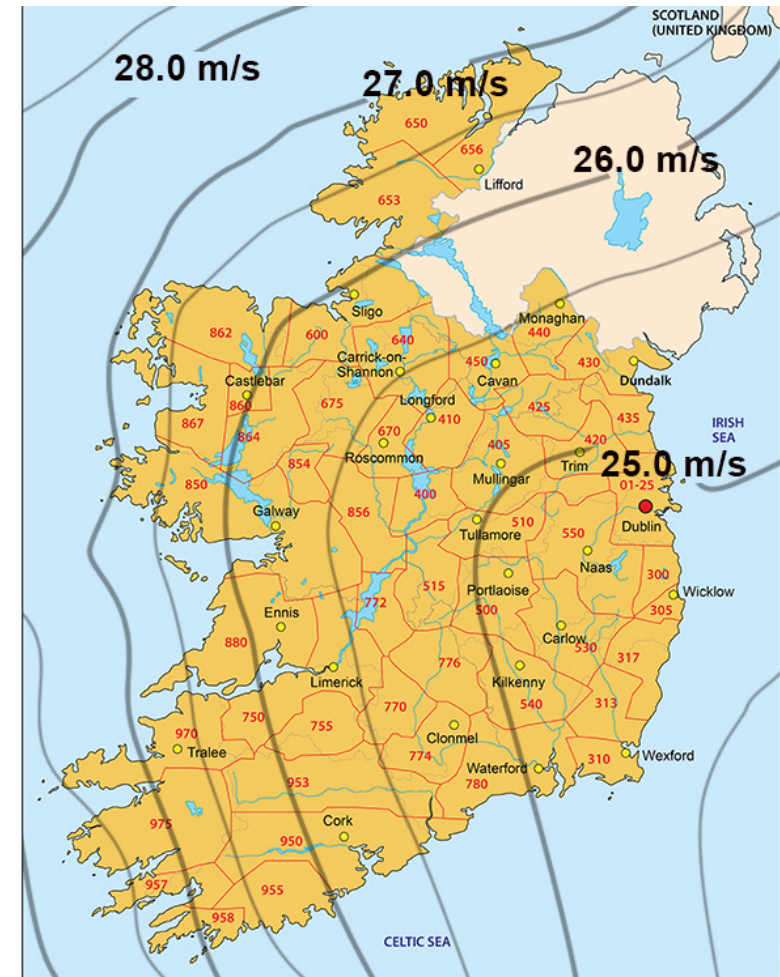 SCOTLAND
(UNITED KINGDOM)
28.0 m/s
27.0 m/s
650
656
26.0 m/s
Lifford
653
Sligo
Monaghan
862
600
640
440
Carrick-on-
Shannon
450
430
Castlebar
Cavan
Dundalk
860
675
Longford
425
867
864
670
410
435
420
IRISH
SEA
Roscommon
405
Trim
25.0 m/s
854
850
Mullingar
01-25
400
Galway
856
510
Dublin
Tullamore
550
Naas
515
Portlaoise
300
772
500
Wicklow
305
Ennis
Carlow
880
530
776
317
Limerick
Kilkenny
770
540
313
750
755
970
Clonmel
Tralee
774
310
Wexford
Waterford
953
780
975
Cork
950
957
955
958
CELTIC SEA